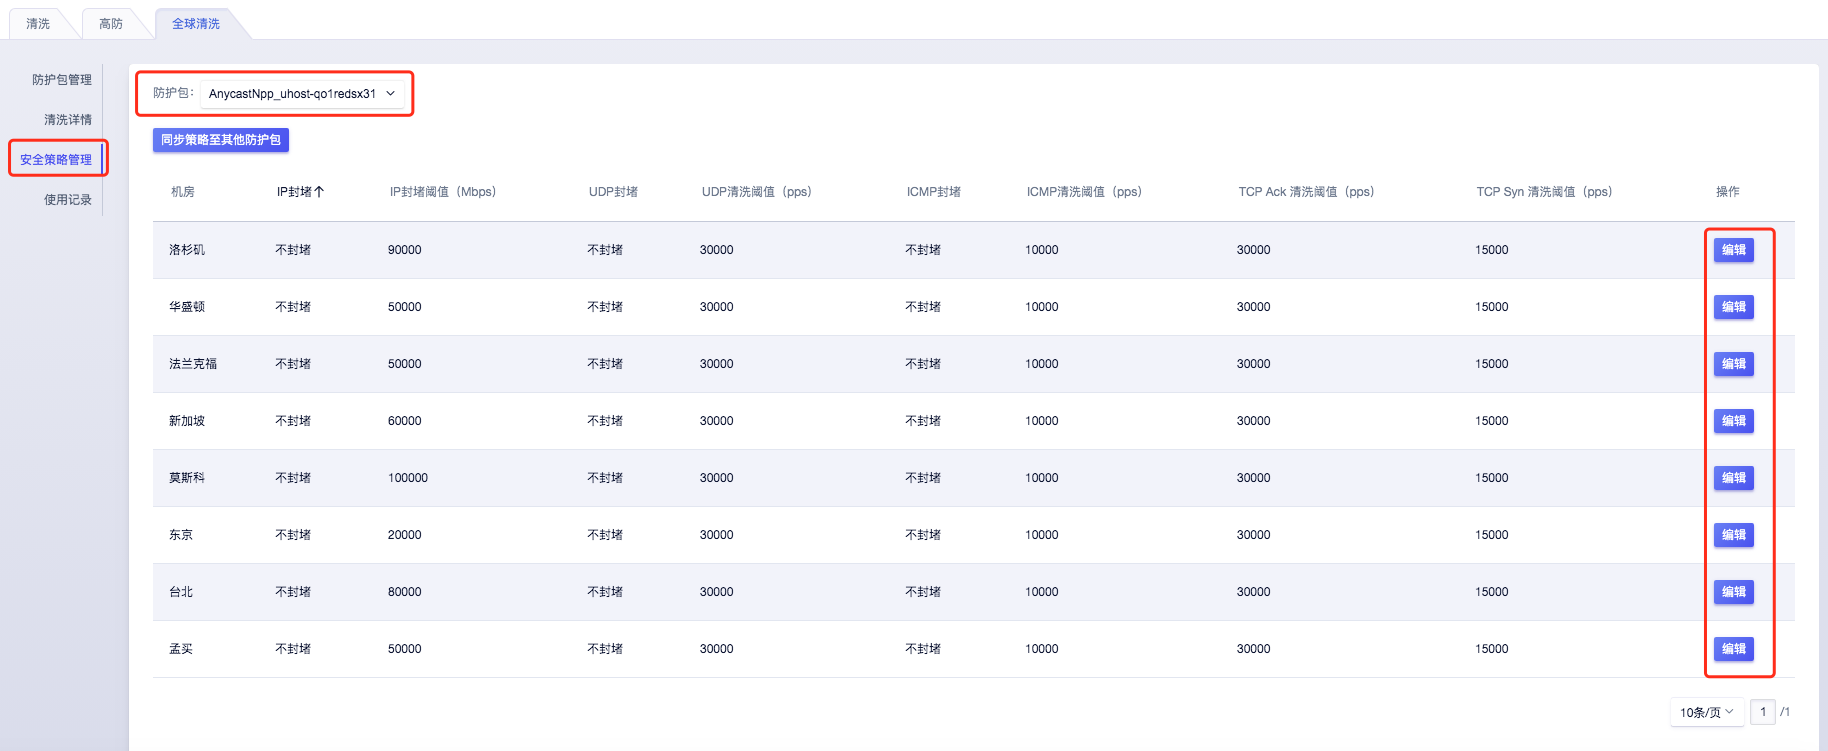 清洗 高防 全球清洗
防护包管理
清洗详情
安全策略管理
使用记录
防护包： AnycastNpp_uhost-qo1redsx31
同步策略至其他防护包
机房 IP封堵↑ IP封堵阈值（Mbps） UDP封堵 UDP清洗阈值（pps） ICMP封堵 ICMP清洗阈值（pps） TCP Ack 清洗阈值（pps） TCP Syn 清洗阈值（pps） 操作
洛杉矶 不封堵 90000 不封堵 30000 不封堵 10000 30000 15000 编辑
华盛顿 不封堵 50000 不封堵 30000 不封堵 10000 30000 15000 编辑
法兰克福 不封堵 50000 不封堵 30000 不封堵 10000 30000 15000 编辑
新加坡 不封堵 60000 不封堵 30000 不封堵 10000 30000 15000 编辑
莫斯科 不封堵 100000 不封堵 30000 不封堵 10000 30000 15000 编辑
东京 不封堵 20000 不封堵 30000 不封堵 10000 30000 15000 编辑
台北 不封堵 80000 不封堵 30000 不封堵 10000 30000 15000 编辑
孟买 不封堵 50000 不封堵 30000 不封堵 10000 30000 15000 编辑
10条/页 1 /1